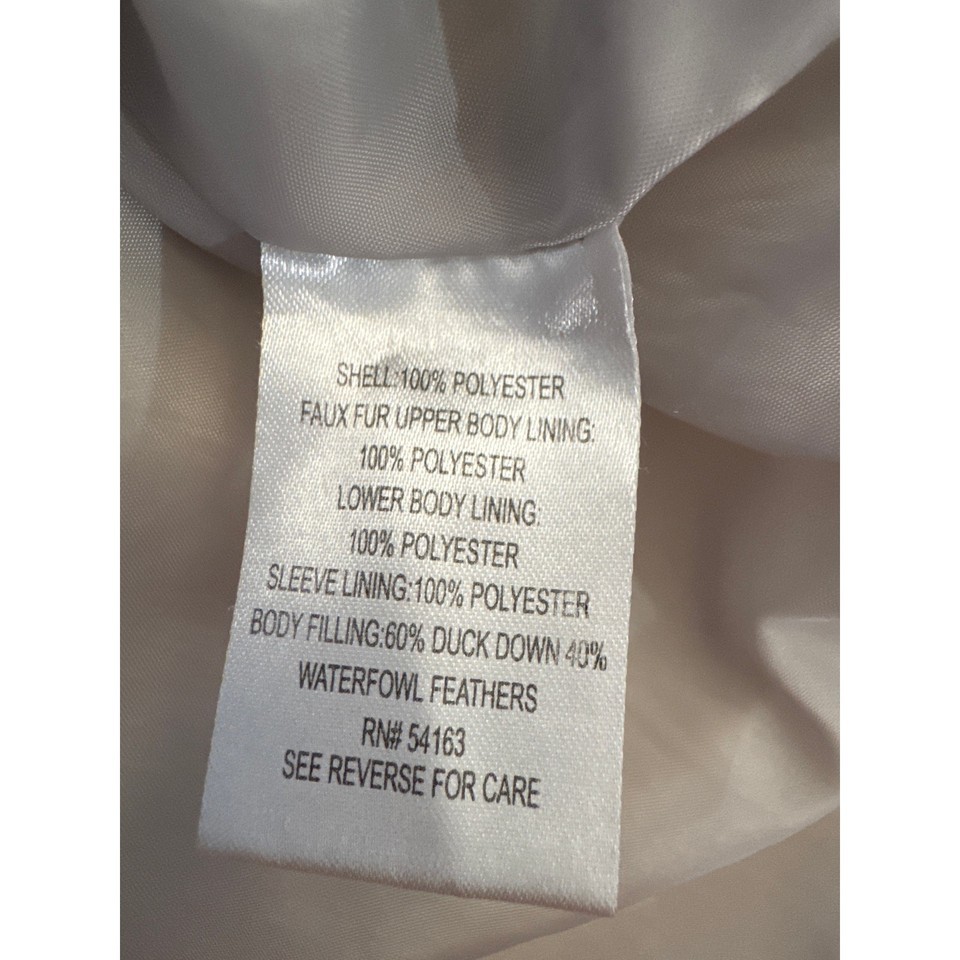 SHELL:100% POLYESTER
FAUX FUR UPPER BODY LINING:
100% POLYESTER
LOWER BODY LINING:
100% POLYESTER
SLEEVE LINING:100% POLYESTER
BODY FILLING:60% DUCK DOWN 40%
WATERFOWL FEATHERS
RN# 54163
SEE REVERSE FOR CARE